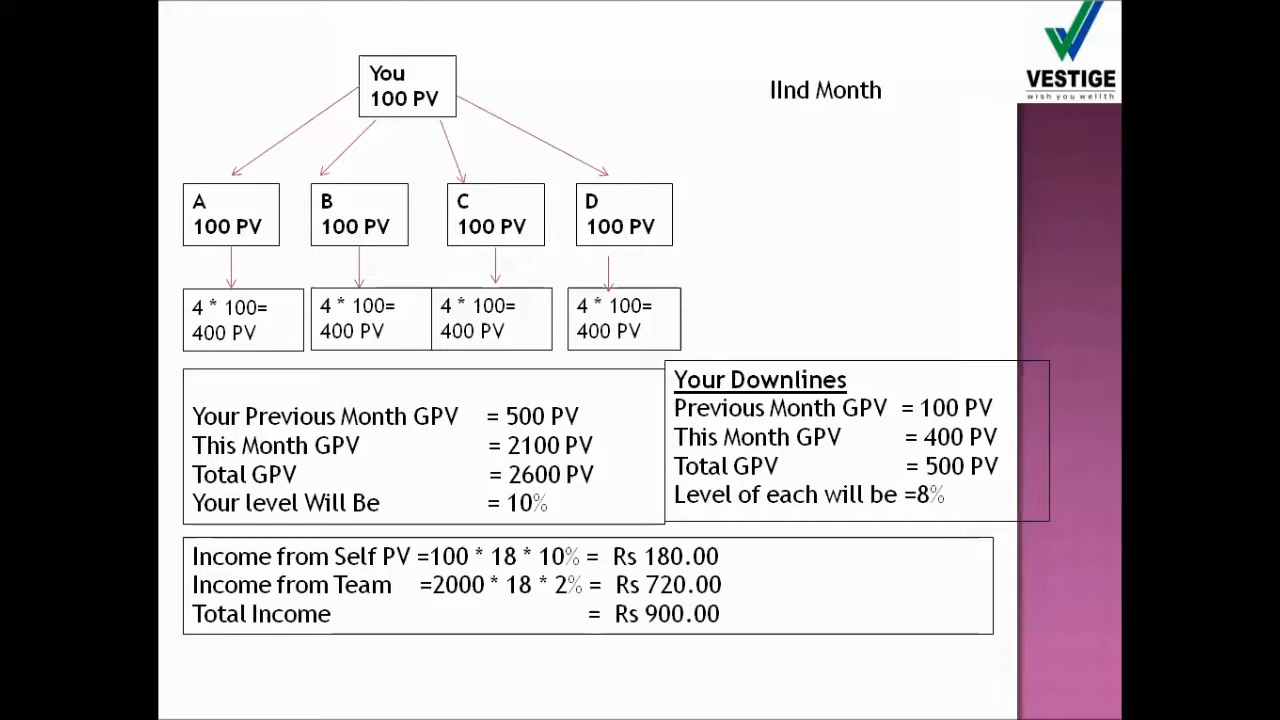 VESTIGE
wish you wellth
IInd Month
You
100 PV
A
100 PV
B
100 PV
C
100 PV
D
100 PV
4 * 100=
400 PV
4 * 100=
400 PV
4 * 100=
400 PV
4 * 100=
400 PV
Your Previous Month GPV = 500 PV
This Month GPV = 2100 PV
Total GPV = 2600 PV
Your level Will Be = 10%
Your Downlines
Previous Month GPV = 100 PV
This Month GPV = 400 PV
Total GPV = 500 PV
Level of each will be =8%
Income from Self PV =100 * 18 * 10% = Rs 180.00
Income from Team =2000 * 18 * 2% = Rs 720.00
Total Income = Rs 900.00